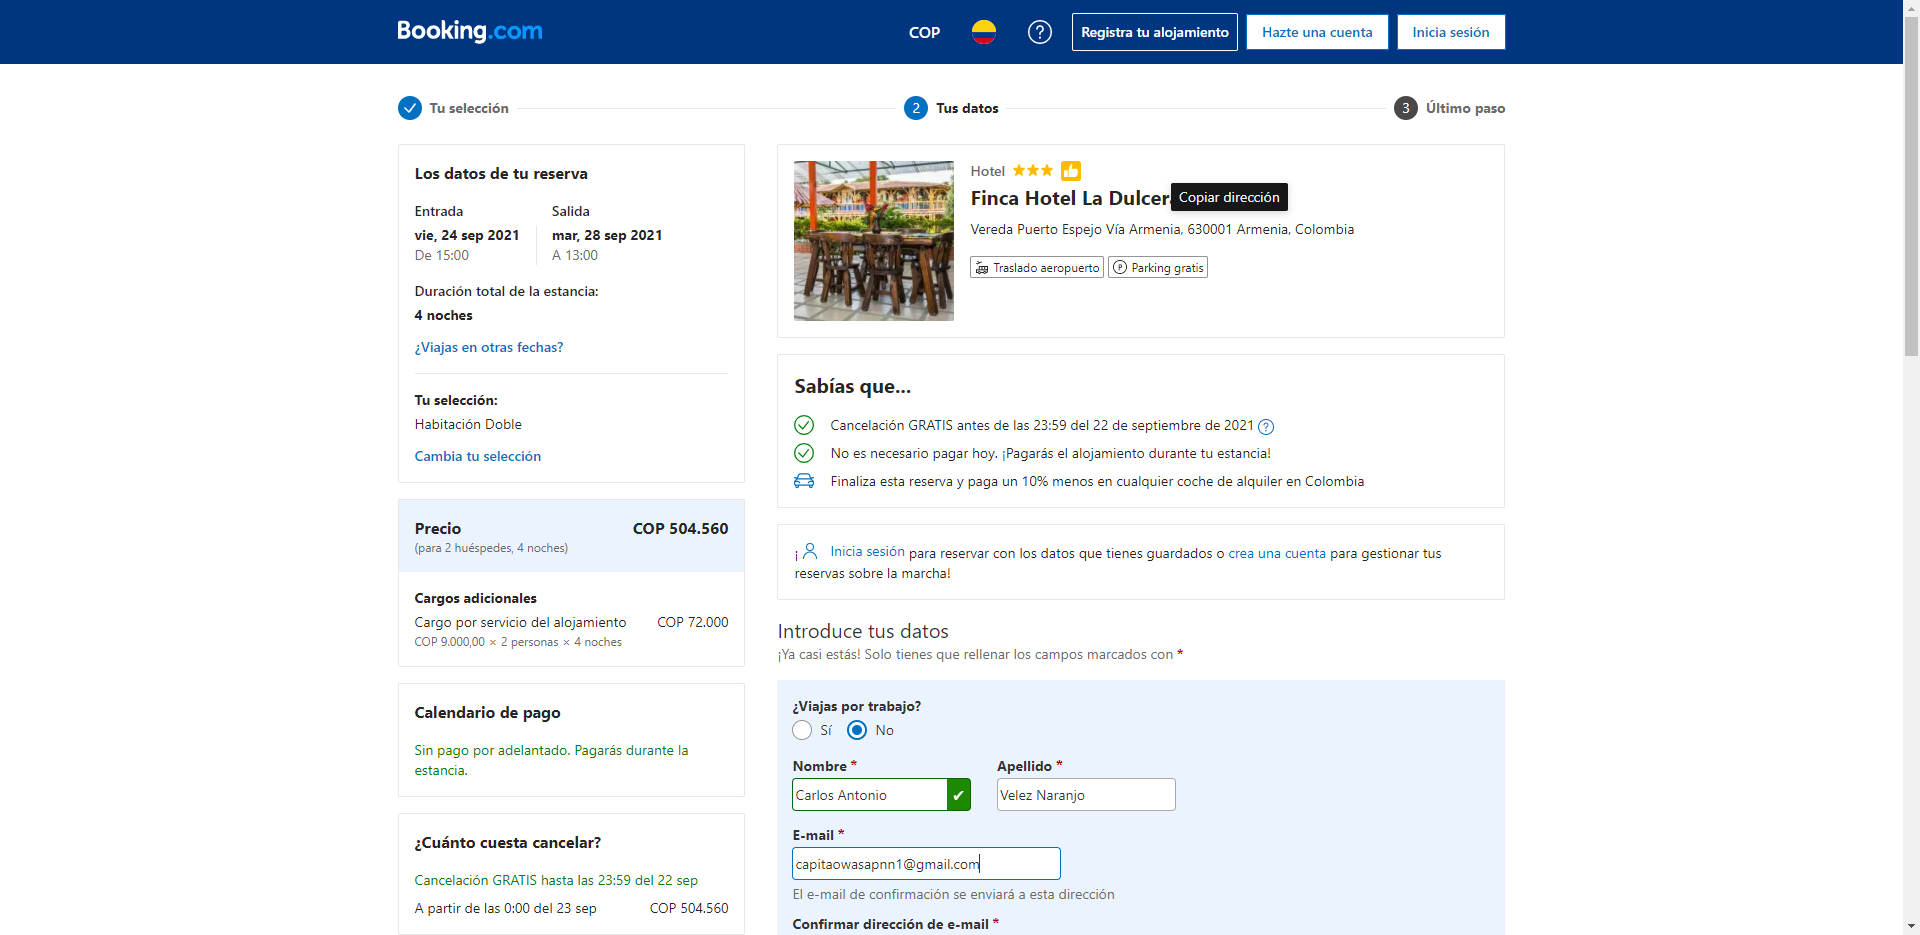 Booking.com
COP
Registra tu alojamiento
Hazte una cuenta
Inicia sesión
Tu selección
2 Tus datos
3 Último paso
Los datos de tu reserva
Entrada
vie, 24 sep 2021
De 15:00
Salida
mar, 28 sep 2021
A 13:00
Duración total de la estancia:
4 noches
¿Viajas en otras fechas?
Tu selección:
Habitación Doble
Cambia tu selección
Precio COP 504.560
(para 2 huéspedes, 4 noches)
Cargos adicionales
Cargo por servicio del alojamiento COP 72.000
COP 9.000,00 × 2 personas × 4 noches
Calendario de pago
Sin pago por adelantado. Pagarás durante la
estancia.
¿Cuánto cuesta cancelar?
Cancelación GRATIS hasta las 23:59 del 22 sep
A partir de las 0:00 del 23 sep COP 504.560
Hotel
Finca Hotel La Dulcer
Copiar dirección
Vereda Puerto Espejo Vía Armenia, 630001 Armenia, Colombia
Traslado aeropuerto
P Parking gratis
Sabías que...
Cancelación GRATIS antes de las 23:59 del 22 de septiembre de 2021 ?
No es necesario pagar hoy. ¡Pagarás el alojamiento durante tu estancia!
Finaliza esta reserva y paga un 10% menos en cualquier coche de alquiler en Colombia
¡ Inicia sesión para reservar con los datos que tienes guardados o crea una cuenta para gestionar tus
reservas sobre la marcha!
Introduce tus datos
¡Ya casi estás! Solo tienes que rellenar los campos marcados con *
¿Viajas por trabajo?
Sí No
Nombre *
Carlos Antonio
Apellido *
Velez Naranjo
E-mail *
capitaowasapnn1@gmail.com
El e-mail de confirmación se enviará a esta dirección
Confirmar dirección de e-mail *